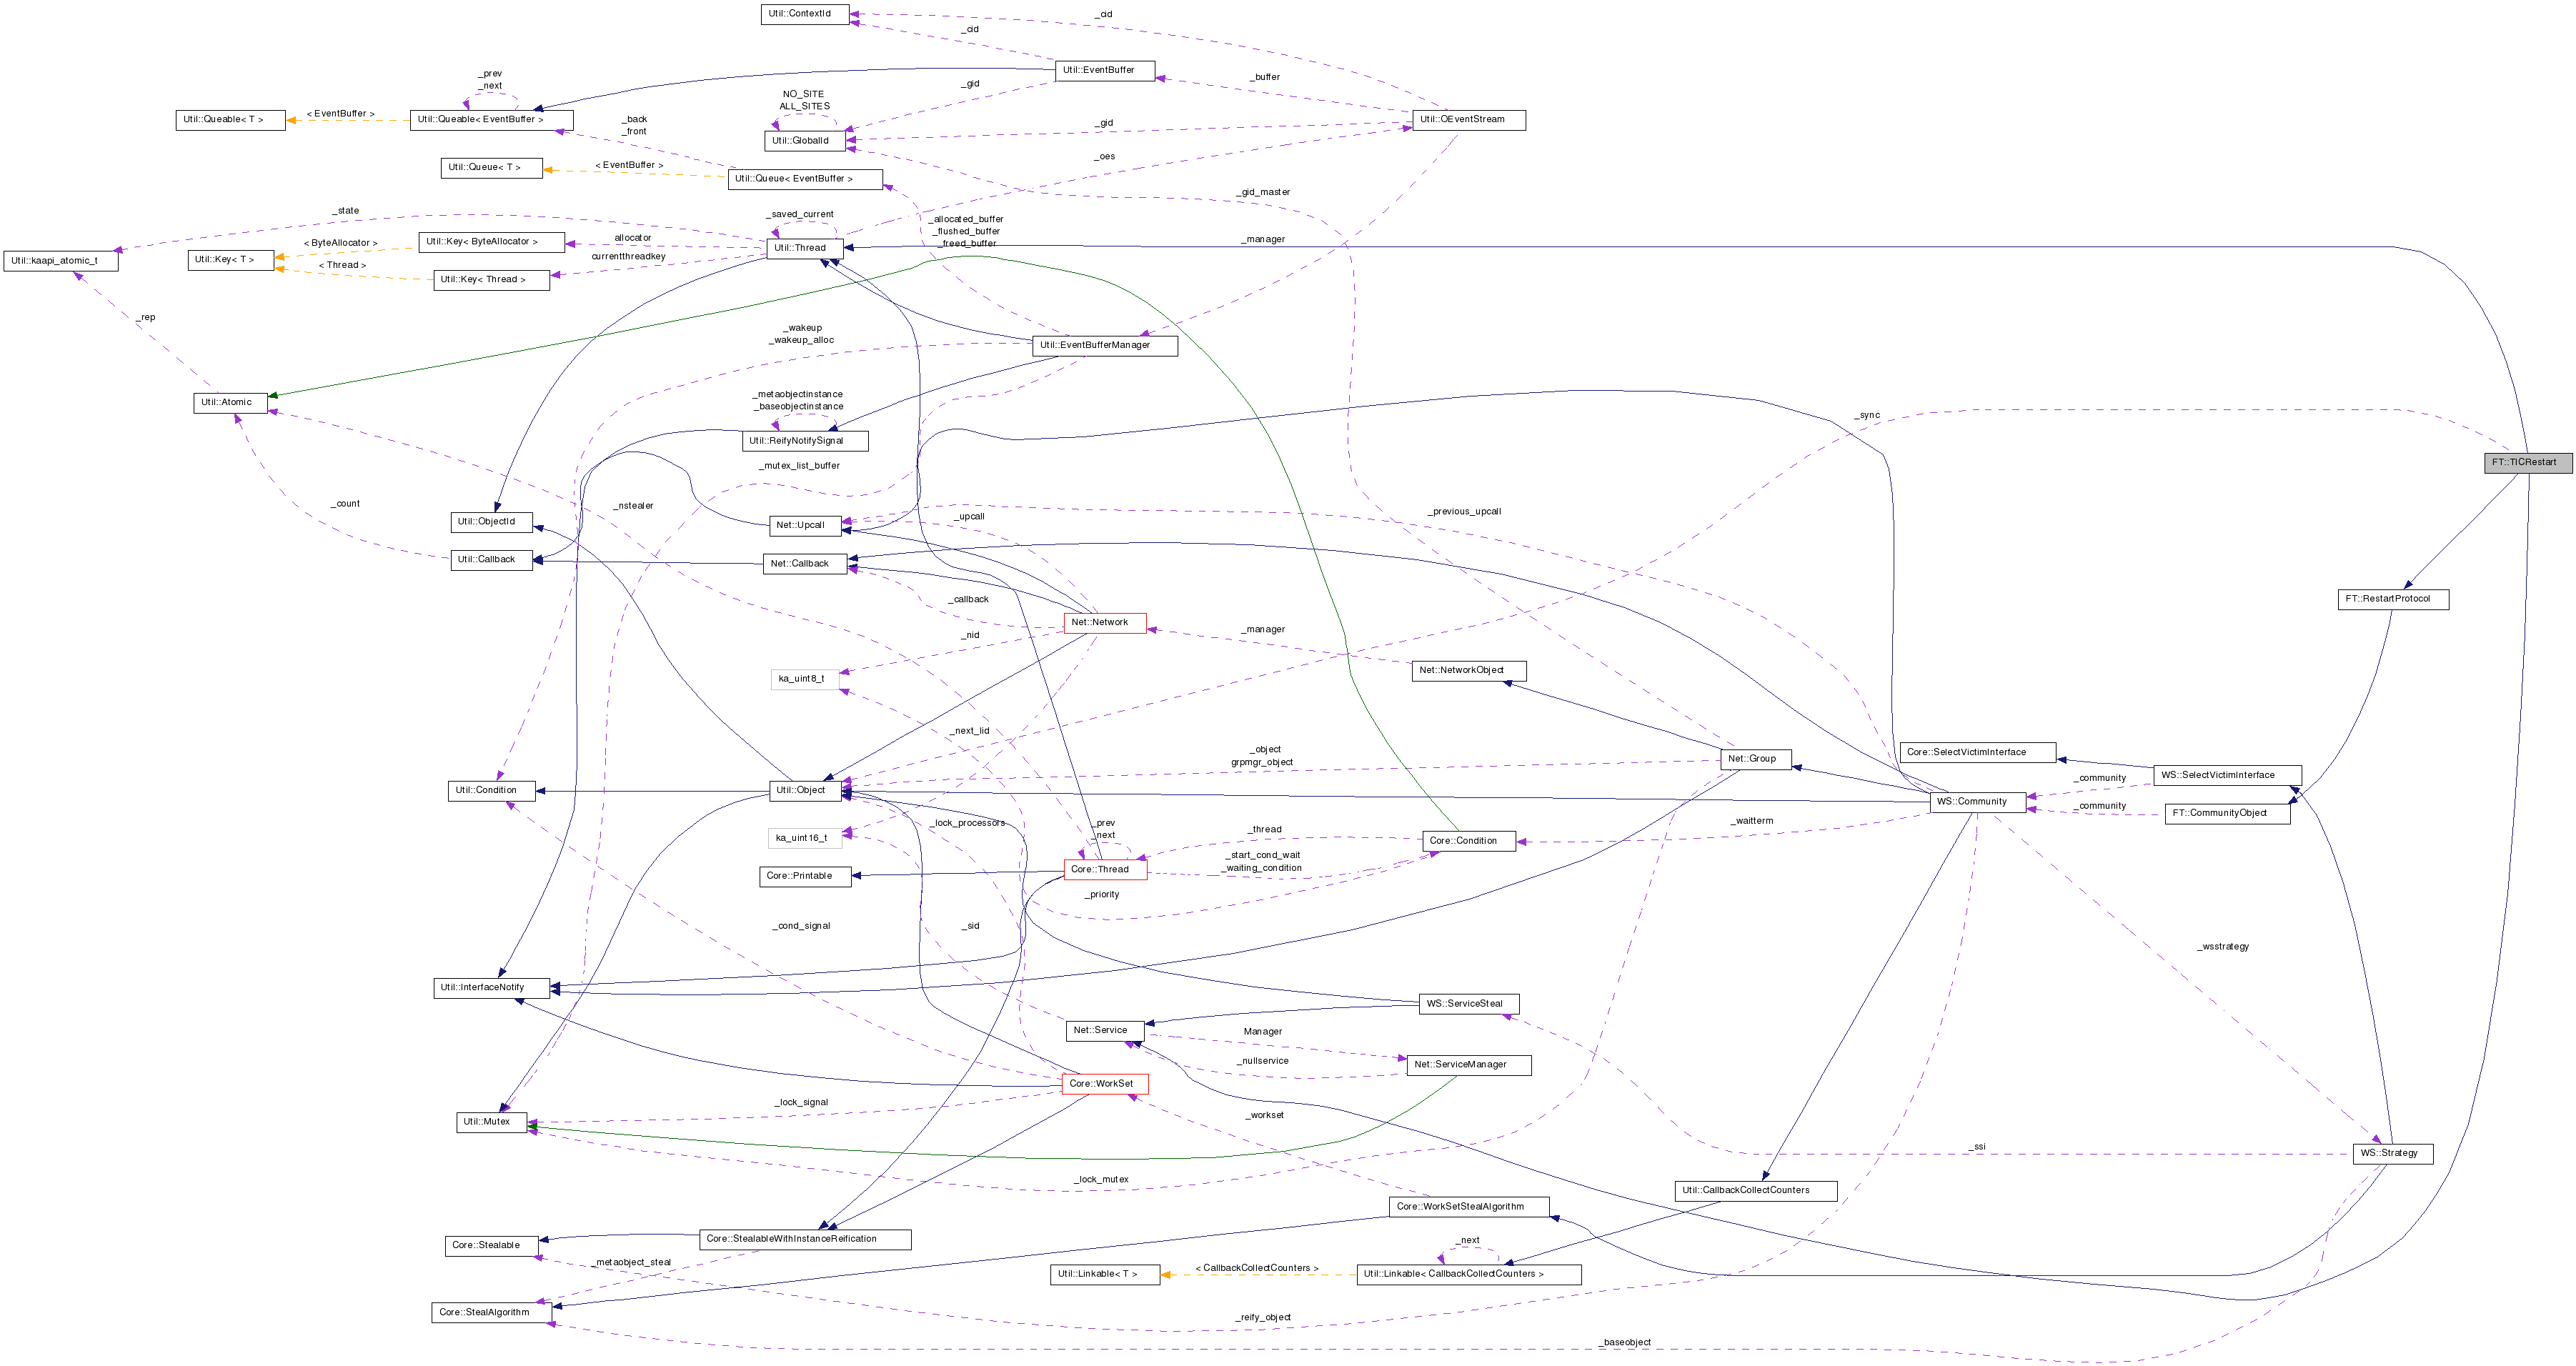 Util::ContextId
_cid
_cid
Util::EventBuffer
_buffer
_prev
_next
_gid
NO_SITE
ALL_SITES
Util::Queable< T >
< EventBuffer >
Util::Queable< EventBuffer >
_back
_front
Util::GlobalId
_gid
Util::OEventStream
_oes
Util::Queue< T >
< EventBuffer >
Util::Queue< EventBuffer >
_gid_master
_state
_saved_current
_allocated_buffer
_flushed_buffer
_freed_buffer
_manager
Util::kaapi_atomic_t
Util::Key< T >
< ByteAllocator >
Util::Key< ByteAllocator >
allocator
Util::Thread
< Thread >
Util::Key< Thread >
currentthreadkey
_rep
_wakeup
_wakeup_alloc
Util::EventBufferManager
Util::Atomic
_metaobjectinstance
_baseobjectinstance
_sync
Util::ReifyNotifySignal
FT::TICRestart
_mutex_list_buffer
_count
_nstealer
Util::ObjectId
Net::Upcall
_upcall
_previous_upcall
Util::Callback
Net::Callback
_callback
FT::RestartProtocol
Net::Network
_nid
_manager
ka_uint8_t
Net::NetworkObject
_next_lid
_object
grpmgr_object
Net::Group
Core::SelectVictimInterface
WS::SelectVictimInterface
_community
Util::Condition
Util::Object
WS::Community
_community
FT::CommunityObject
_lock_processors
_prev
_next
_thread
_waitterm
ka_uint16_t
Core::Condition
Core::Printable
Core::Thread
_start_cond_wait
_waiting_condition
_priority
_cond_signal
_sid
_wsstrategy
Util::InterfaceNotify
WS::ServiceSteal
Net::Service
Manager
_nullservice
Net::ServiceManager
Core::WorkSet
_lock_signal
_workset
Util::Mutex
_ssi
WS::Strategy
_lock_mutex
Util::CallbackCollectCounters
Core::WorkSetStealAlgorithm
Core::Stealable
Core::StealableWithInstanceReification
_next
_metaobject_steal
Util::Linkable< T >
< CallbackCollectCounters >
Util::Linkable< CallbackCollectCounters >
Core::StealAlgorithm
_reify_object
_baseobject